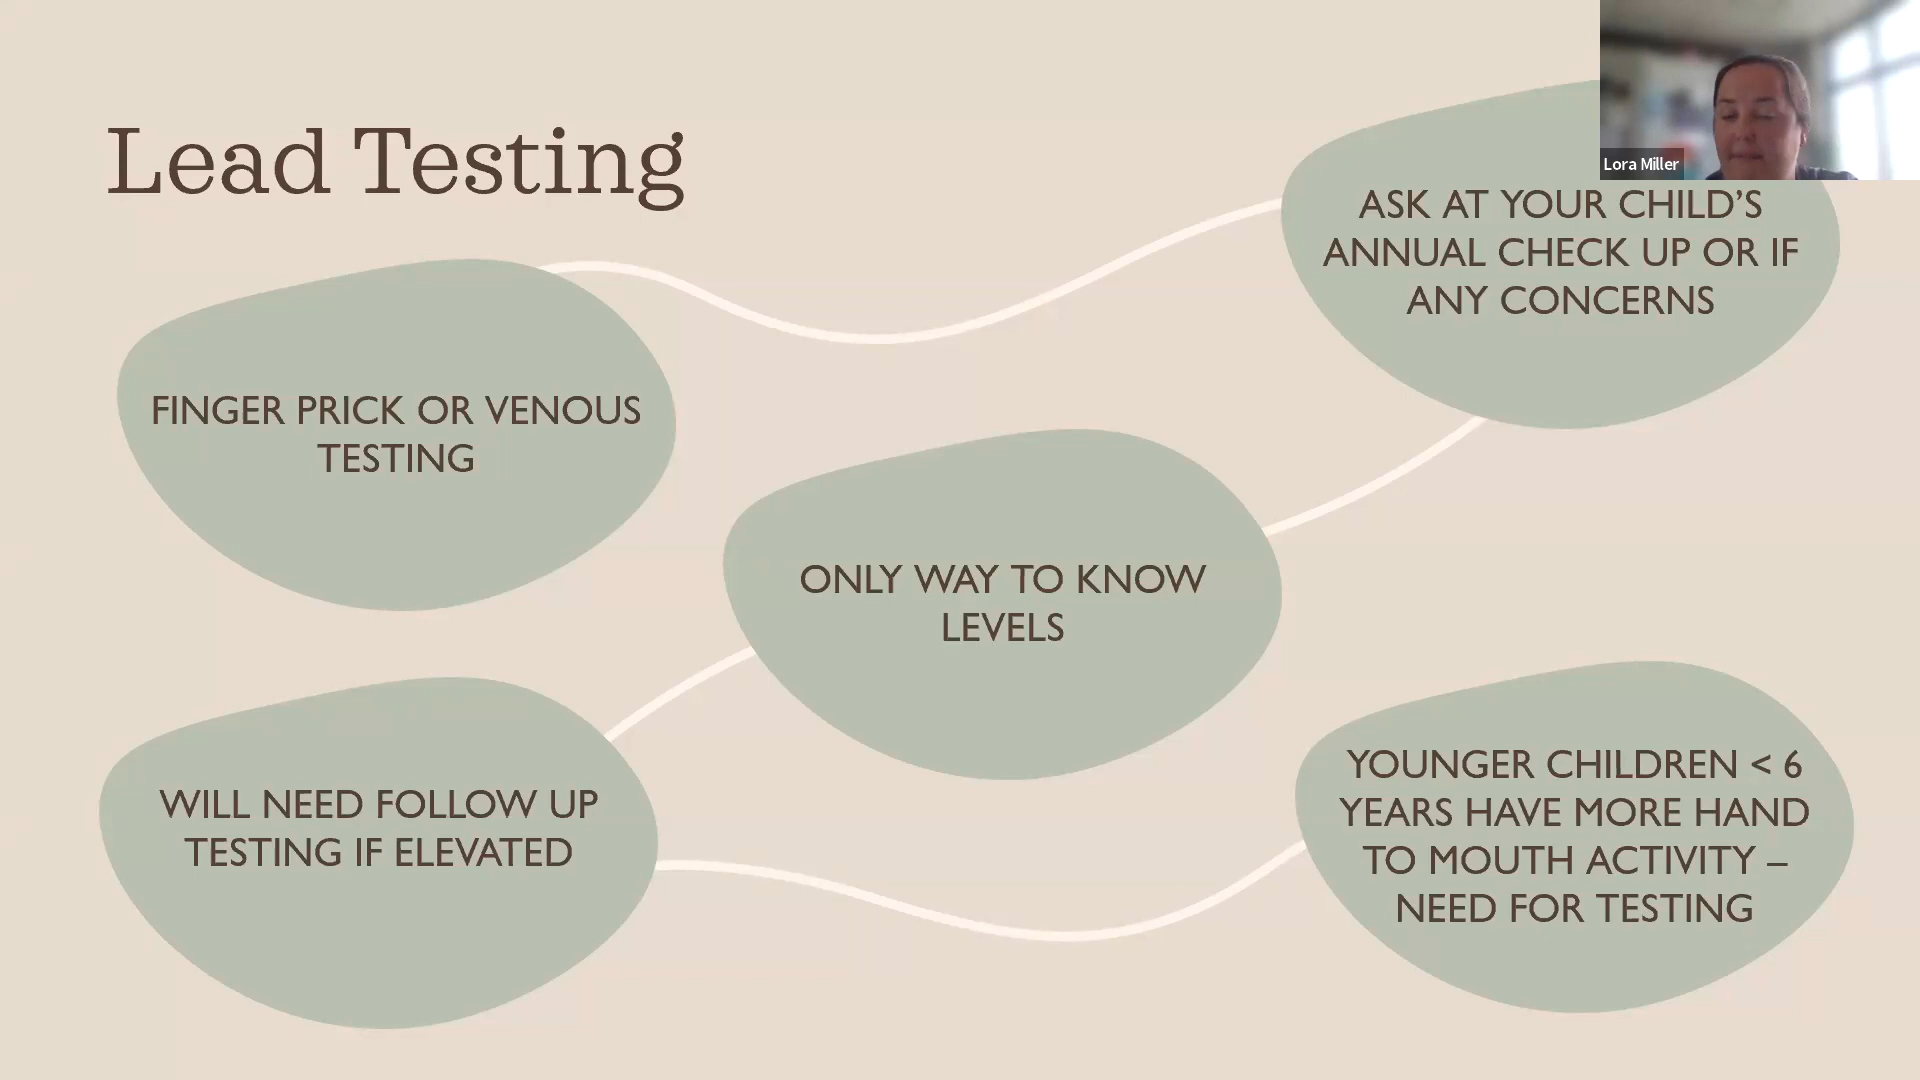 Lead Testing
Lora Miller
FINGER PRICK OR VENOUS
TESTING
ASK AT YOUR CHILD’S
ANNUAL CHECK UP OR IF
ANY CONCERNS
ONLY WAY TO KNOW
LEVELS
WILL NEED FOLLOW UP
TESTING IF ELEVATED
YOUNGER CHILDREN < 6
YEARS HAVE MORE HAND
TO MOUTH ACTIVITY –
NEED FOR TESTING